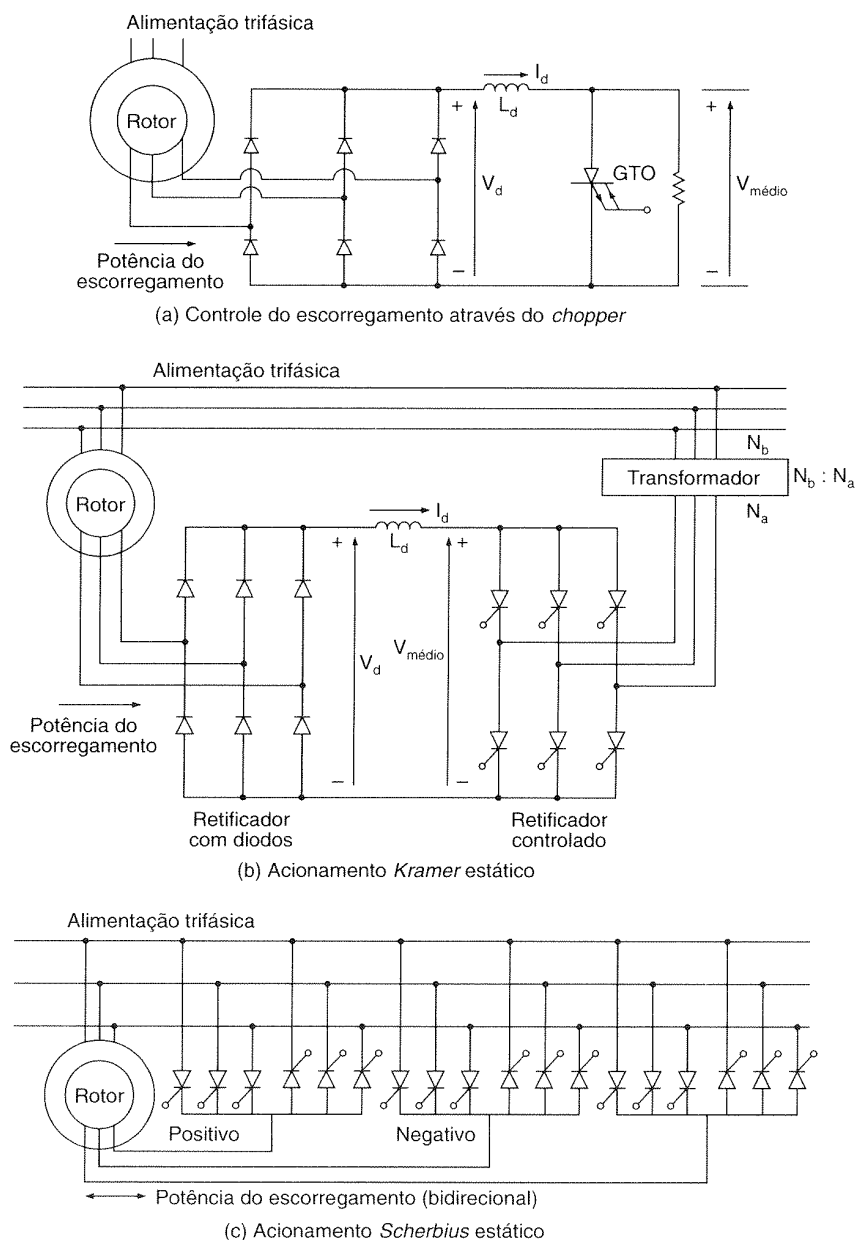 Alimentação trifásica
Rotor
Potência do
escorregamento
+
V_d
−
I_d
L_d
GTO
+
V_médio
−
(a) Controle do escorregamento através do chopper
Alimentação trifásica
Rotor
Potência do
escorregamento
N_b
Transformador
N_b : N_a
N_a
I_d
L_d
+
V_d
−
+
V_médio
−
Retificador
com diodos
Retificador
controlado
(b) Acionamento Kramer estático
Alimentação trifásica
Rotor
Positivo
Negativo
Potência do escorregamento (bidirecional)
(c) Acionamento Scherbius estático